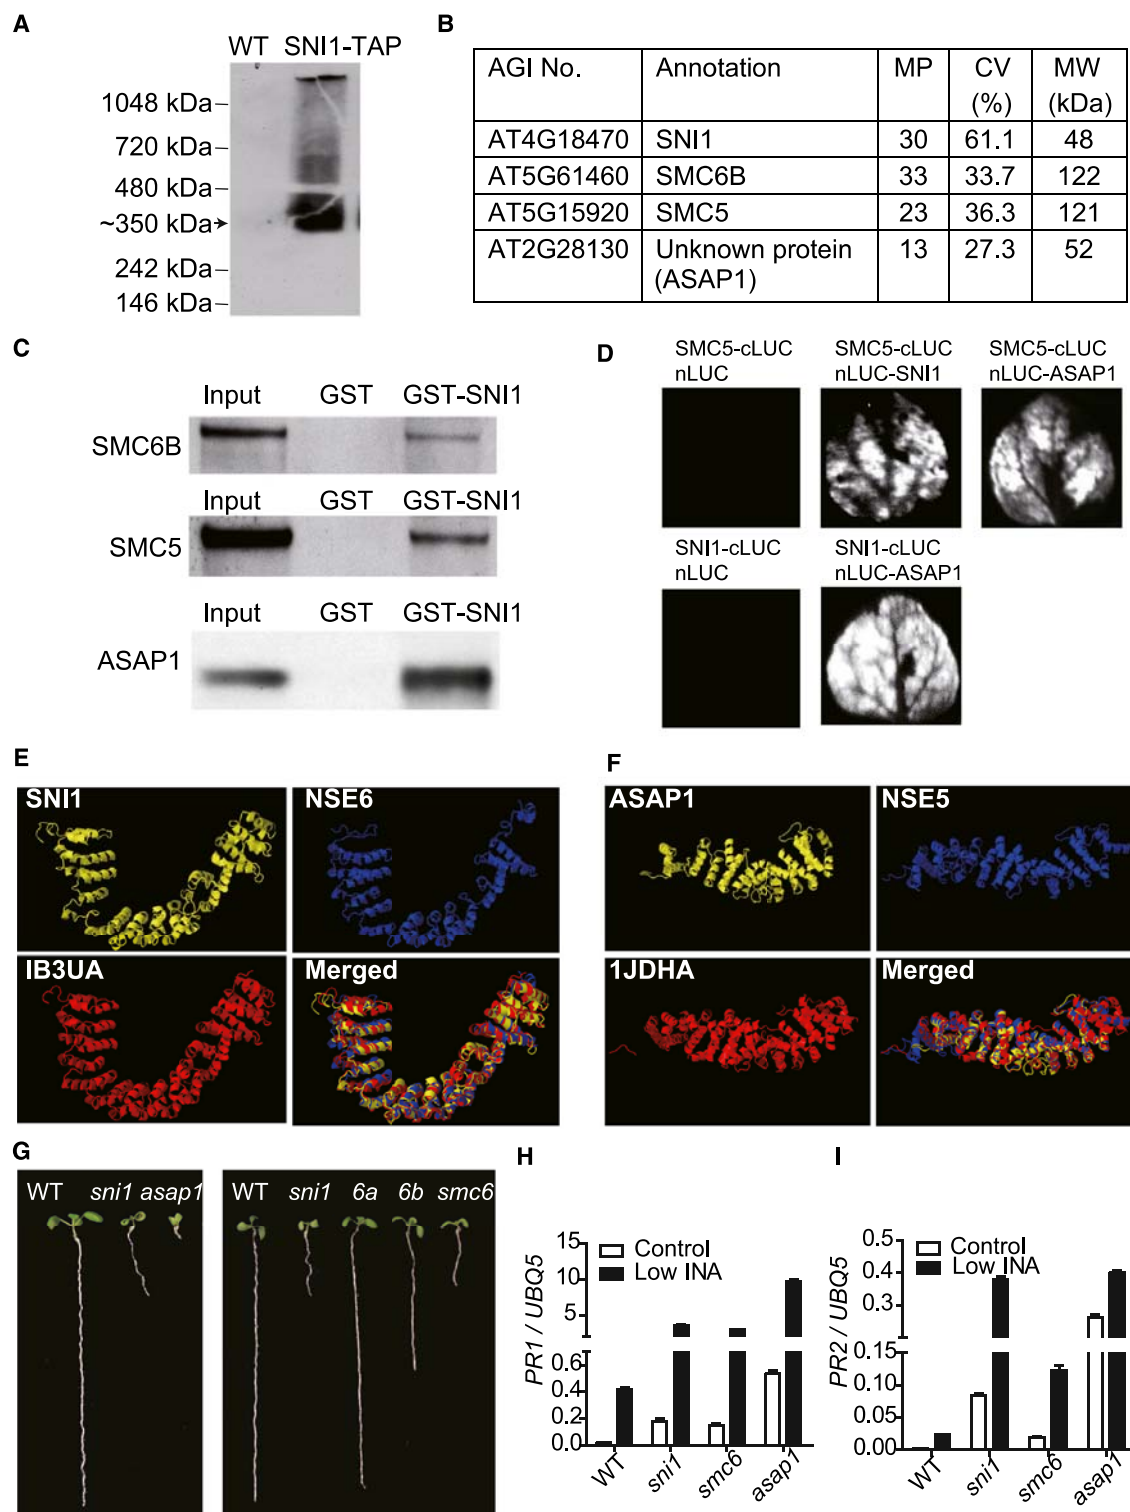 A
WT SNI1-TAP
1048 kDa
720 kDa
480 kDa
~350 kDa
242 kDa
146 kDa
B
AGI No. Annotation MP CV (%) MW (kDa)
AT4G18470 SNI1 30 61.1 48
AT5G61460 SMC6B 33 33.7 122
AT5G15920 SMC5 23 36.3 121
AT2G28130 Unknown protein (ASAP1) 13 27.3 52
C
Input GST GST-SNI1
SMC6B
Input GST GST-SNI1
SMC5
Input GST GST-SNI1
ASAP1
D
SMC5-cLUC SMC5-cLUC SMC5-cLUC
nLUC nLUC-SNI1 nLUC-ASAP1
SNI1-cLUC SNI1-cLUC
nLUC nLUC-ASAP1
E
SNI1 NSE6
IB3UA Merged
F
ASAP1 NSE5
1JDHA Merged
G
WT sni1 asap1
WT sni1 6a 6b smc6
H
PR1 / UBQ5
15
10
5
0.6
0.4
0.2
0.0
Control
Low INA
WT sni1 smc6 asap1
I
PR2 / UBQ5
0.5
0.4
0.3
0.15
0.10
0.05
0.00
Control
Low INA
WT sni1 smc6 asap1